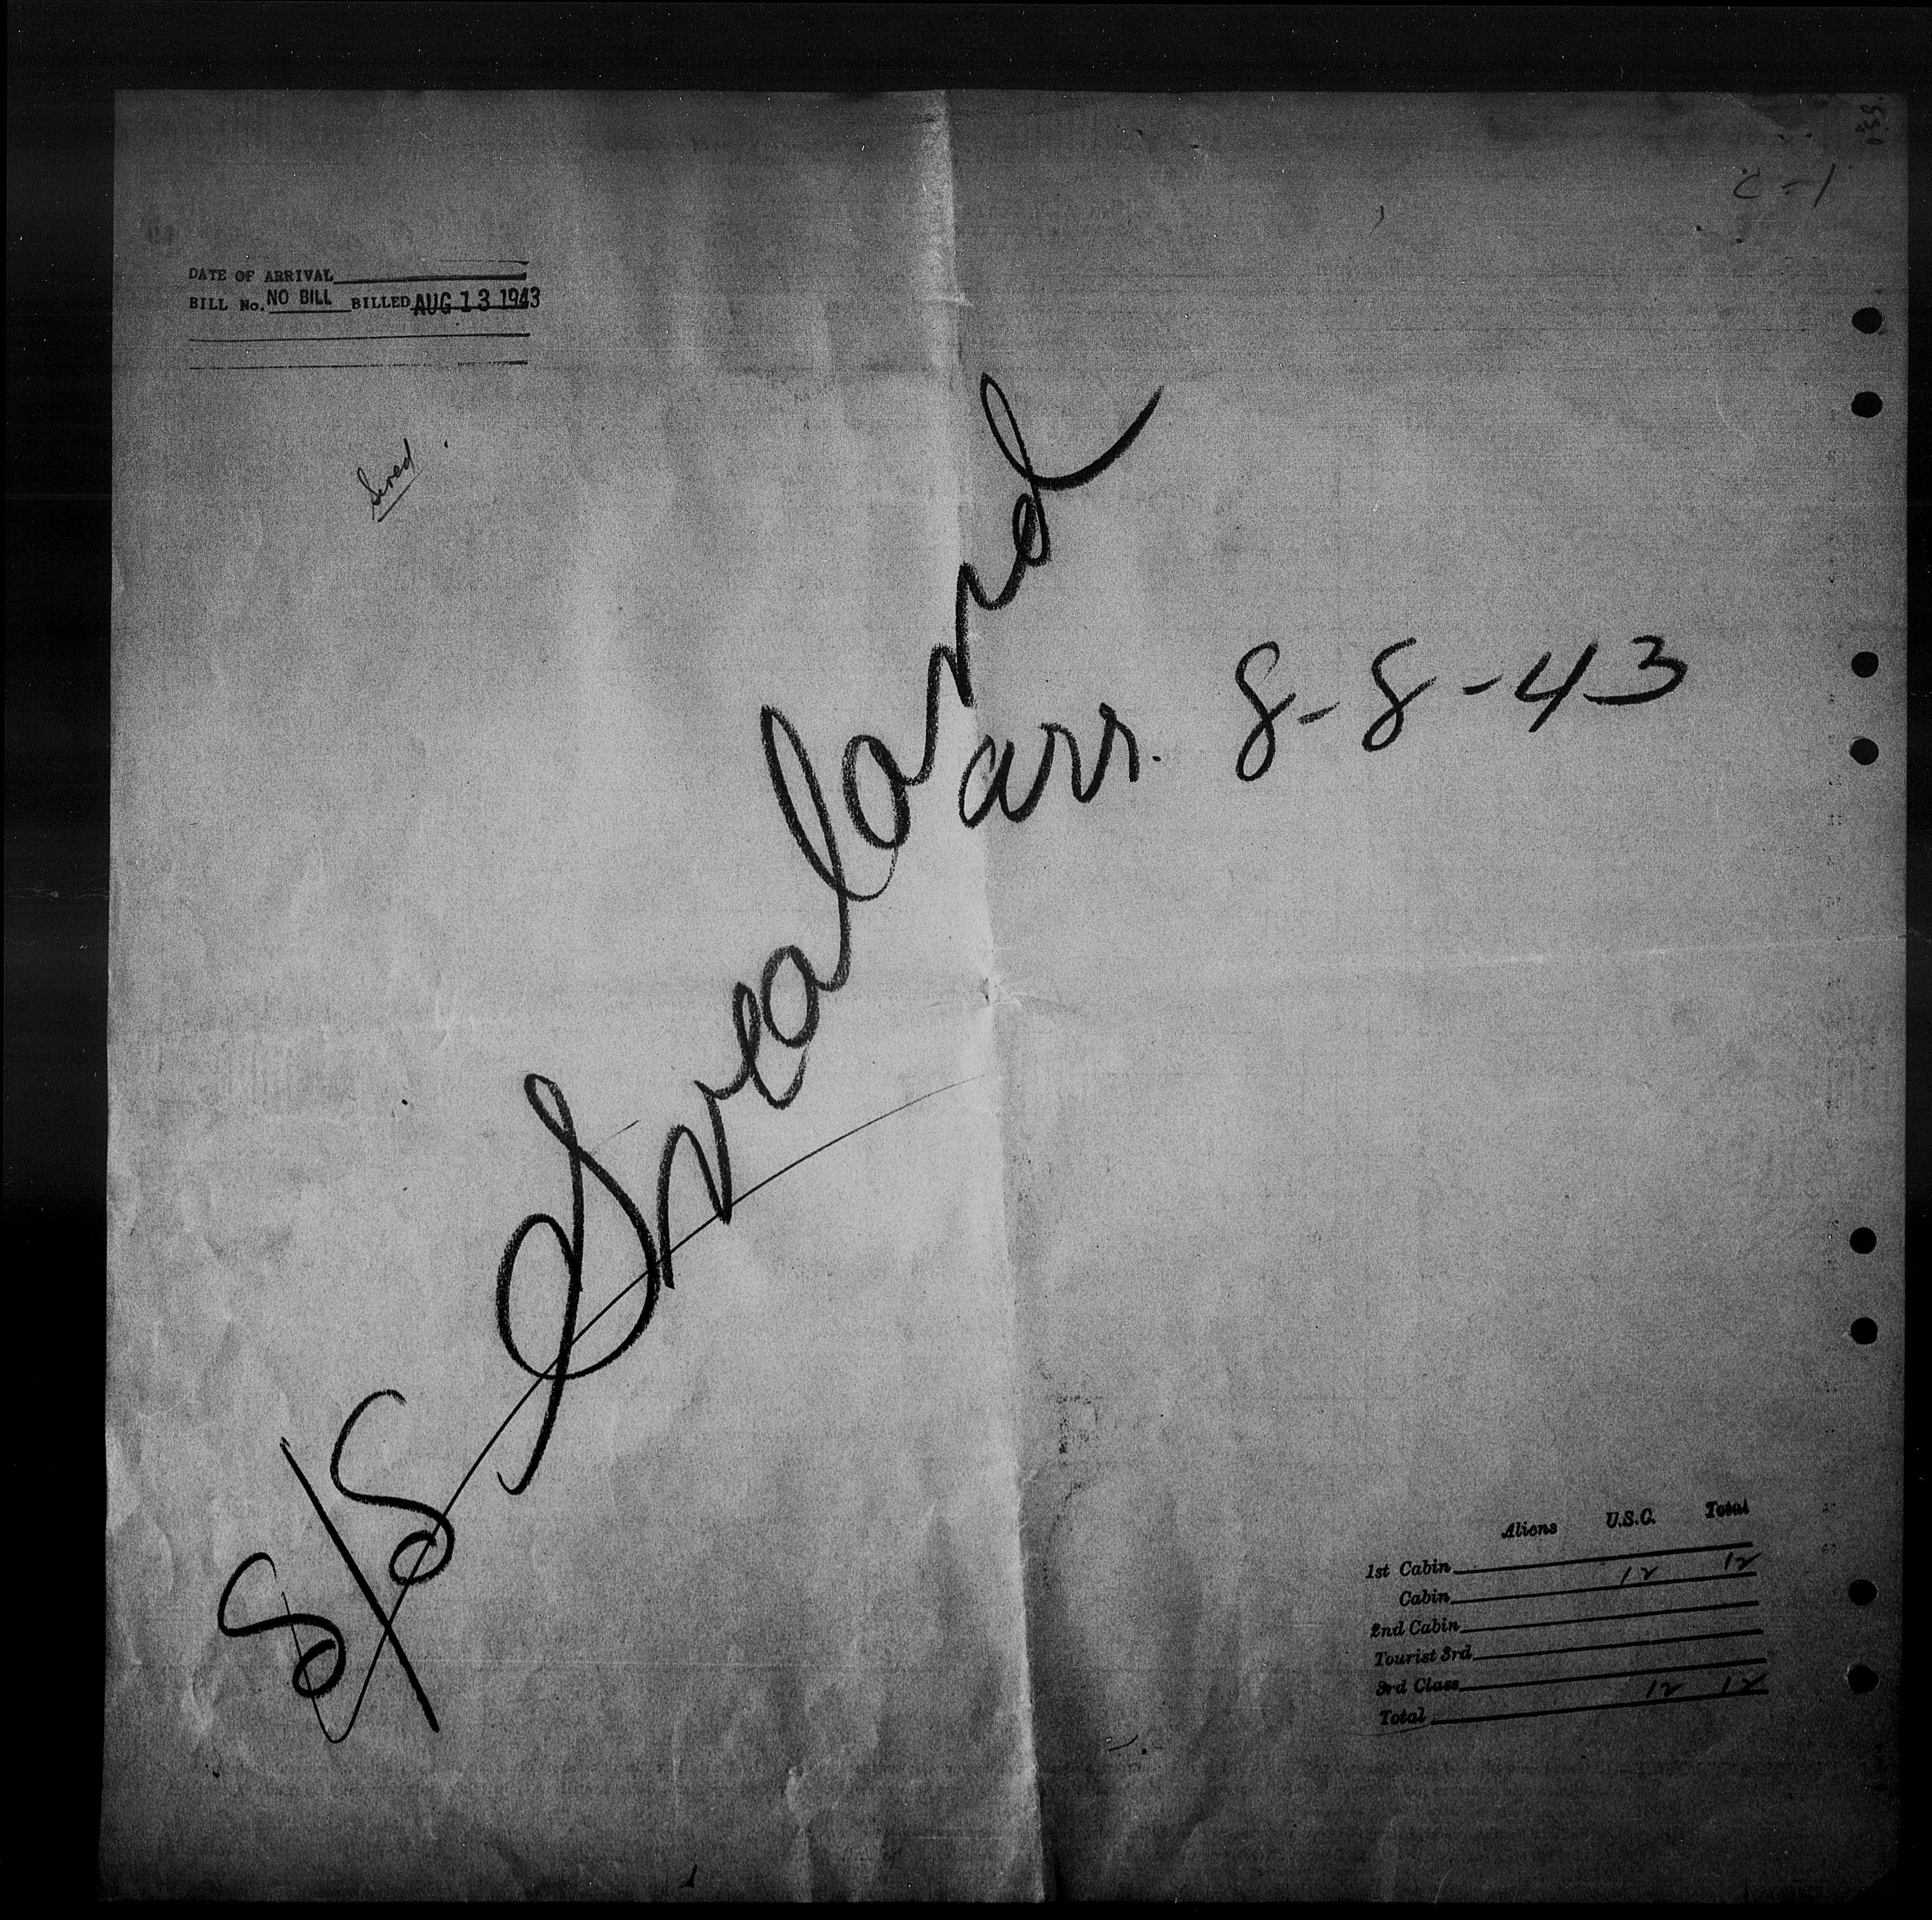 C-1
DATE OF ARRIVAL
BILL No. NO BILL BILLED AUG 13 1943
S/S Svealand
arr. 8-8-43
Aliens U.S.C. Total
1st Cabin 12 12
Cabin
2nd Cabin
Tourist 3rd
3rd Class
Total 12 12